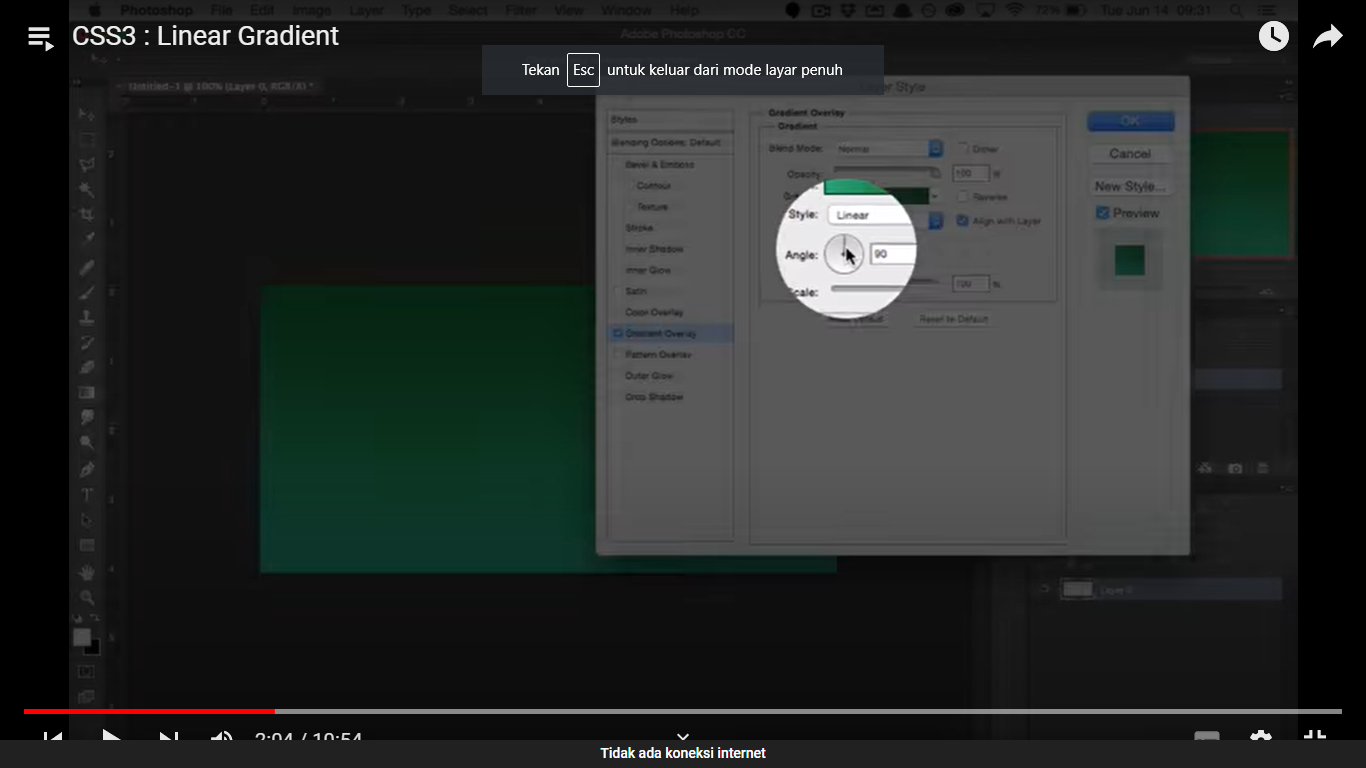 Photoshop File Edit Image Layer Type Select Filter View Window Help 72% Tue Jun 14 09:31
CSS3 : Linear Gradient
Adobe Photoshop CC
Tekan Esc untuk keluar dari mode layar penuh
Untitled-1 @ 100% (Layer 0, RGB/8) *
Layer Style
Styles
Blending Options: Default
Bevel & Emboss
Contour
Texture
Stroke
Inner Shadow
Inner Glow
Satin
Color Overlay
Gradient Overlay
Pattern Overlay
Outer Glow
Drop Shadow
Gradient Overlay
Gradient
Blend Mode: Normal Dither
Opacity: 100 %
Reverse
Style: Linear Align with Layer
Angle: 90
Scale: 100 %
Reset to Default
OK
Cancel
New Style...
Preview
Layer 0
2:04 / 10:54
Tidak ada koneksi internet